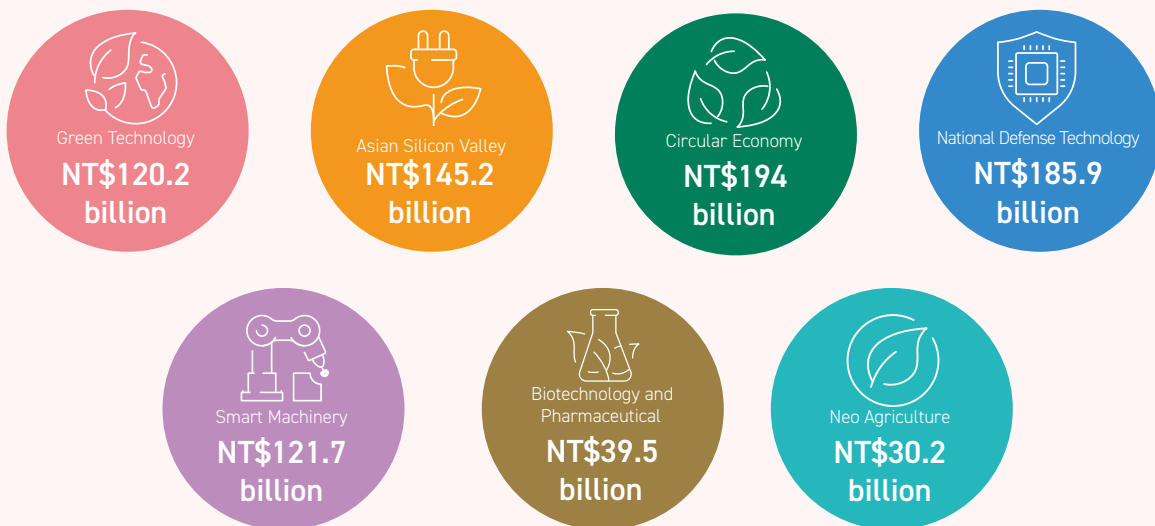 Green Technology
NT$120.2
billion
Asian Silicon Valley
NT$145.2
billion
Circular Economy
NT$194
billion
National Defense Technology
NT$185.9
billion
Smart Machinery
NT$121.7
billion
Biotechnology and
Pharmaceutical
NT$39.5
billion
Neo Agriculture
NT$30.2
billion